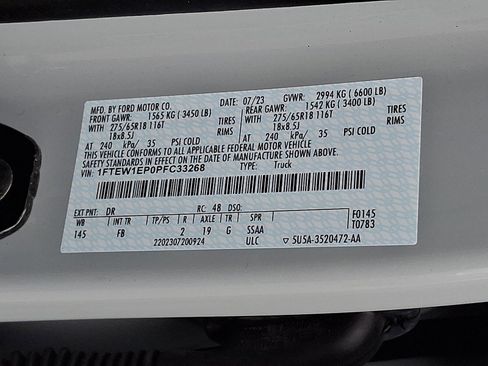 MFD. BY FORD MOTOR CO.
07/23 GVWR: 2994 KG (6600 LB)
FRONT GAWR: 1565 KG (3450 LB) REAR GAWR: 1542 KG (3400 LB)
WITH 275/65R18 116T TIRES WITH 275/65R18 116T TIRES
18x8.5J RIMS 18x8.5J RIMS
AT 240 kPa/ 35 PSI COLD AT 240 kPa/ 35 PSI COLD
THIS VEHICLE CONFORMS TO ALL APPLICABLE FEDERAL MOTOR VEHICLE
SAFETY STANDARDS IN EFFECT ON THE DATE OF MANUFACTURE SHOWN ABOVE.
VIN: 1FTEW1EP0PFC33268 TYPE: Truck
EXT PNT: DR RC: 48 DSO: F0145
WB INT TR TP/PS R AXLE TR SPR T0783
145 FB 2 19 G SSAA
2202307200924 ULC 5U5A-3520472-AA